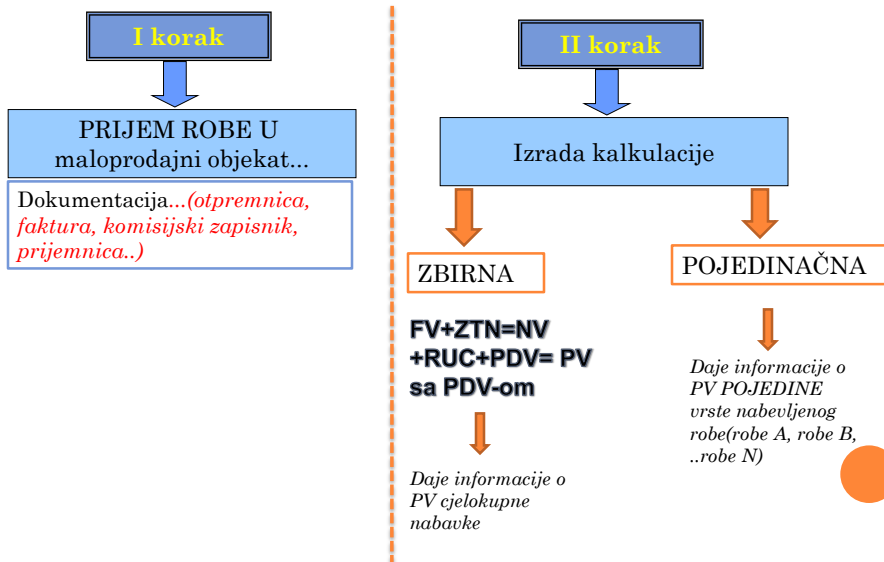 I korak
PRIJEM ROBE U
maloprodajni objekat...
Dokumentacija...(otpremnica,
faktura, komisijski zapisnik,
prijemnica..)
II korak
Izrada kalkulacije
ZBIRNA
FV+ZTN=NV
+RUC+PDV= PV
sa PDV-om
Daje informacije o
PV cjelokupne
nabavke
POJEDINAČNA
Daje informacije o
PV POJEDINE
vrste nabevljenog
robe(robe A, robe B,
..robe N)